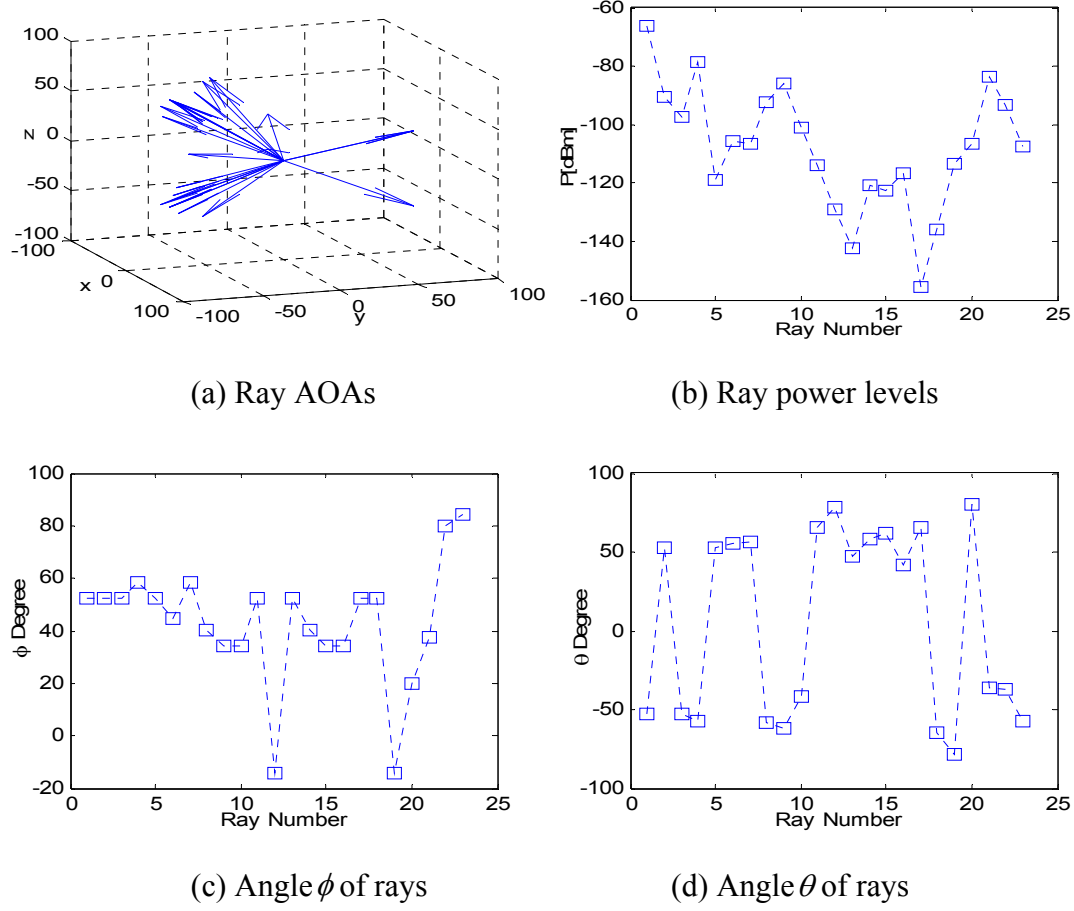 100
50
0
-50
-100
z
-100
0
100
x
-100
-50
0
50
100
y
(a) Ray AOAs
-60
-80
-100
-120
-140
-160
P[dBm]
0 5 10 15 20 25
Ray Number
(b) Ray power levels
100
80
60
40
20
0
-20
ϕ Degree
0 5 10 15 20 25
Ray Number
(c) Angle ϕ of rays
100
50
0
-50
-100
θ Degree
0 5 10 15 20 25
Ray Number
(d) Angle θ of rays